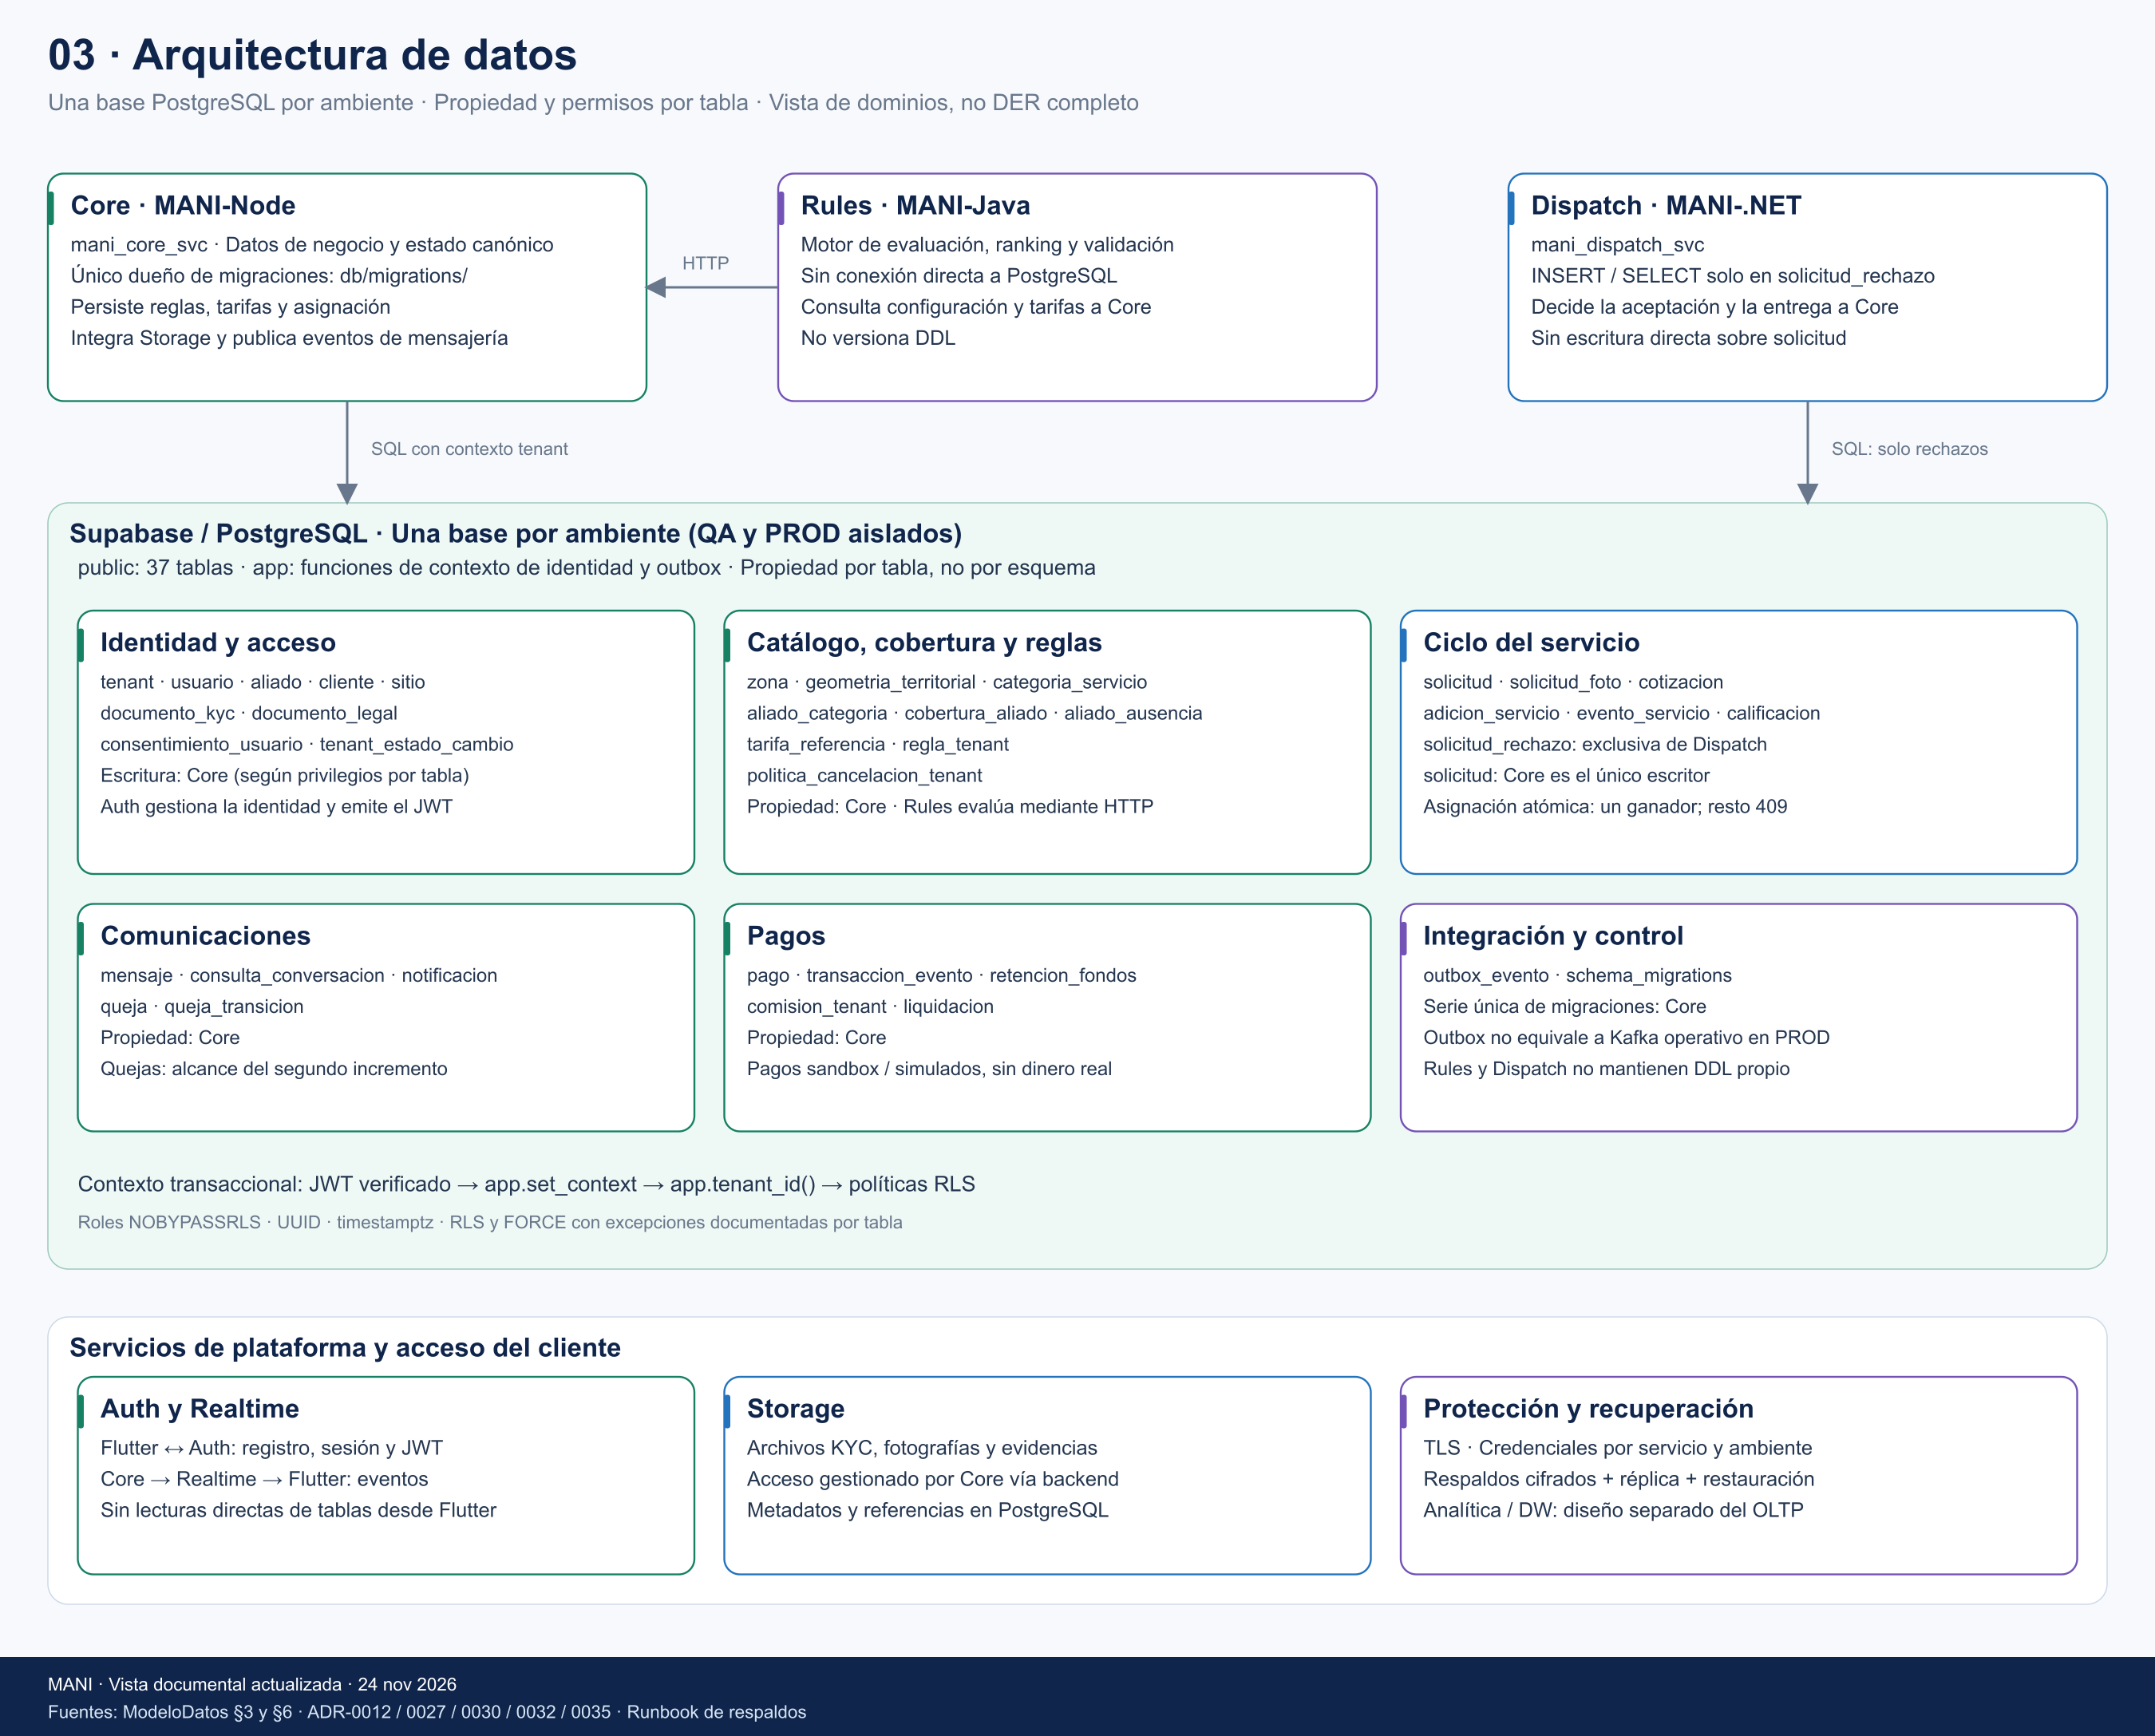 03 · Arquitectura de datos
Una base PostgreSQL por ambiente · Propiedad y permisos por tabla · Vista de dominios, no DER completo
Core · MANI-Node
mani_core_svc · Datos de negocio y estado canónico
Único dueño de migraciones: db/migrations/
Persiste reglas, tarifas y asignación
Integra Storage y publica eventos de mensajería
HTTP
Rules · MANI-Java
Motor de evaluación, ranking y validación
Sin conexión directa a PostgreSQL
Consulta configuración y tarifas a Core
No versiona DDL
Dispatch · MANI-.NET
mani_dispatch_svc
INSERT / SELECT solo en solicitud_rechazo
Decide la aceptación y la entrega a Core
Sin escritura directa sobre solicitud
SQL con contexto tenant
SQL: solo rechazos
Supabase / PostgreSQL · Una base por ambiente (QA y PROD aislados)
public: 37 tablas · app: funciones de contexto de identidad y outbox · Propiedad por tabla, no por esquema
Identidad y acceso
tenant · usuario · aliado · cliente · sitio
documento_kyc · documento_legal
consentimiento_usuario · tenant_estado_cambio
Escritura: Core (según privilegios por tabla)
Auth gestiona la identidad y emite el JWT
Catálogo, cobertura y reglas
zona · geometria_territorial · categoria_servicio
aliado_categoria · cobertura_aliado · aliado_ausencia
tarifa_referencia · regla_tenant
politica_cancelacion_tenant
Propiedad: Core · Rules evalúa mediante HTTP
Ciclo del servicio
solicitud · solicitud_foto · cotizacion
adicion_servicio · evento_servicio · calificacion
solicitud_rechazo: exclusiva de Dispatch
solicitud: Core es el único escritor
Asignación atómica: un ganador; resto 409
Comunicaciones
mensaje · consulta_conversacion · notificacion
queja · queja_transicion
Propiedad: Core
Quejas: alcance del segundo incremento
Pagos
pago · transaccion_evento · retencion_fondos
comision_tenant · liquidacion
Propiedad: Core
Pagos sandbox / simulados, sin dinero real
Integración y control
outbox_evento · schema_migrations
Serie única de migraciones: Core
Outbox no equivale a Kafka operativo en PROD
Rules y Dispatch no mantienen DDL propio
Contexto transaccional: JWT verificado → app.set_context → app.tenant_id() → políticas RLS
Roles NOBYPASSRLS · UUID · timestamptz · RLS y FORCE con excepciones documentadas por tabla
Servicios de plataforma y acceso del cliente
Auth y Realtime
Flutter ↔ Auth: registro, sesión y JWT
Core → Realtime → Flutter: eventos
Sin lecturas directas de tablas desde Flutter
Storage
Archivos KYC, fotografías y evidencias
Acceso gestionado por Core vía backend
Metadatos y referencias en PostgreSQL
Protección y recuperación
TLS · Credenciales por servicio y ambiente
Respaldos cifrados + réplica + restauración
Analítica / DW: diseño separado del OLTP
MANI · Vista documental actualizada · 24 nov 2026
Fuentes: ModeloDatos §3 y §6 · ADR-0012 / 0027 / 0030 / 0032 / 0035 · Runbook de respaldos